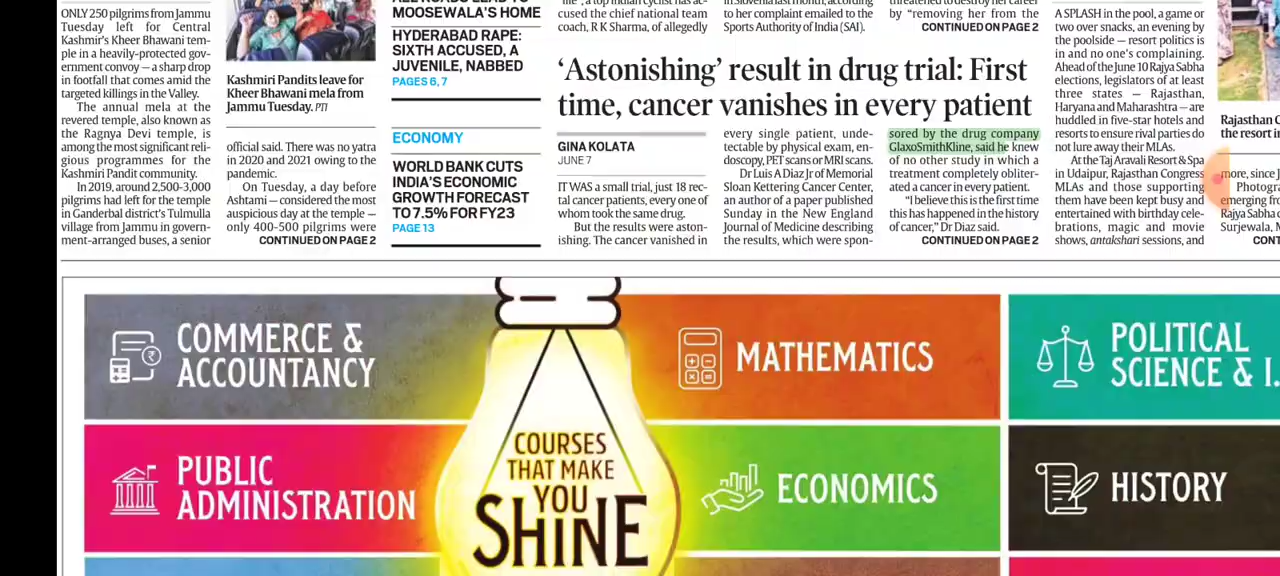 ONLY 250 pilgrims from Jammu
Tuesday left for Central
Kashmir's Kheer Bhawani tem-
ple in a heavily-protected gov-
ernment convoy — a sharp drop
in footfall that comes amid the
targeted killings in the Valley.
The annual mela at the
revered temple, also known as
the Ragnya Devi temple, is
among the most significant reli-
gious programmes for the
Kashmiri Pandit community.
In 2019, around 2,500-3,000
pilgrims had left for the temple
in Ganderbal district's Tulmulla
village from Jammu in govern-
ment-arranged buses, a senior
Kashmiri Pandits leave for
Kheer Bhawani mela from
Jammu Tuesday. PTI
official said. There was no yatra
in 2020 and 2021 owing to the
pandemic.
On Tuesday, a day before
Ashtami — considered the most
auspicious day at the temple —
only 400-500 pilgrims were
CONTINUED ON PAGE 2
ALL ROADS LEAD TO
MOOSEWALA'S HOME
HYDERABAD RAPE:
SIXTH ACCUSED, A
JUVENILE, NABBED
PAGES 6, 7
ECONOMY
WORLD BANK CUTS
INDIA'S ECONOMIC
GROWTH FORECAST
TO 7.5% FOR FY23
PAGE 13
cused the chief national team
coach, R K Sharma, of allegedly
in Slovenia last month, according
to her complaint emailed to the
Sports Authority of India (SAI).
threatened to destroy her career
by "removing her from the
CONTINUED ON PAGE 2
'Astonishing' result in drug trial: First
time, cancer vanishes in every patient
GINA KOLATA
JUNE 7
IT WAS a small trial, just 18 rec-
tal cancer patients, every one of
whom took the same drug.
But the results were aston-
ishing. The cancer vanished in
every single patient, unde-
tectable by physical exam, en-
doscopy, PET scans or MRI scans.
Dr Luis A Diaz Jr of Memorial
Sloan Kettering Cancer Center,
an author of a paper published
Sunday in the New England
Journal of Medicine describing
the results, which were spon-
sored by the drug company
GlaxoSmithKline, said he knew
of no other study in which a
treatment completely obliter-
ated a cancer in every patient.
"I believe this is the first time
this has happened in the history
of cancer," Dr Diaz said.
CONTINUED ON PAGE 2
A SPLASH in the pool, a game or
two over snacks, an evening by
the poolside — resort politics is
in and no one's complaining.
Ahead of the June 10 Rajya Sabha
elections, legislators of at least
three states — Rajasthan,
Haryana and Maharashtra — are
huddled in five-star hotels and
resorts to ensure rival parties do
not lure away their MLAs.
At the Taj Aravali Resort & Spa
in Udaipur, Rajasthan Congress
MLAs and those supporting
them have been kept busy and
entertained with birthday cele-
brations, magic and movie
shows, antakshari sessions, and
Rajasthan C
the resort i
more, since J
Photogra
emerging fro
Rajya Sabha c
Surjewala, M
CONT
COMMERCE &
ACCOUNTANCY
MATHEMATICS
POLITICAL
SCIENCE & I.
PUBLIC
ADMINISTRATION
COURSES
THAT MAKE
YOU
SHINE
ECONOMICS
HISTORY